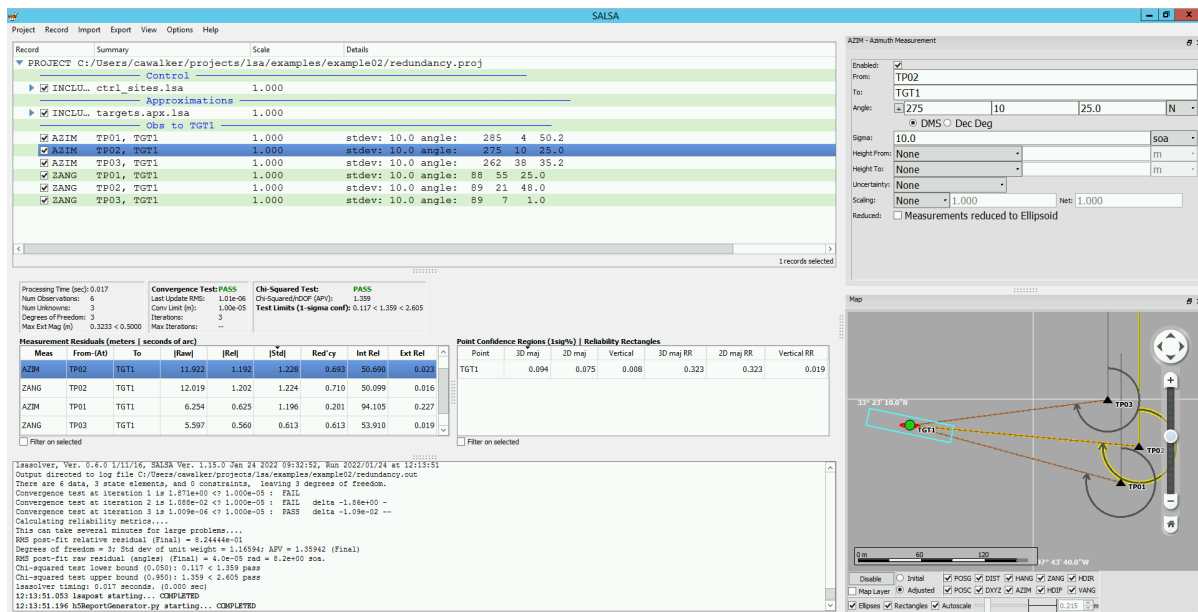 SALSA
Project Record Import Export View Options Help
Record Summary Scale Details
PROJECT C:/Users/cawalker/projects/lsa/examples/example02/redundancy.proj
Control
INCLU... ctrl_sites.lsa 1.000
Approximations
INCLU... targets.apx.lsa 1.000
Obs to TGT1
AZIM TP01, TGT1 1.000 stdev: 10.0 angle: 285 4 50.2
AZIM TP02, TGT1 1.000 stdev: 10.0 angle: 275 10 25.0
AZIM TP03, TGT1 1.000 stdev: 10.0 angle: 262 38 35.2
ZANG TP01, TGT1 1.000 stdev: 10.0 angle: 88 55 25.0
ZANG TP02, TGT1 1.000 stdev: 10.0 angle: 89 21 48.0
ZANG TP03, TGT1 1.000 stdev: 10.0 angle: 89 7 1.0
1 records selected
Processing Time (sec): 0.017
Num Observations: 6
Num Unknowns: 3
Degrees of Freedom: 3
Max Ext Mag (m) 0.3233 < 0.5000
Convergence Test: PASS
Last Update RMS: 1.01e-06
Conv Limit (m): 1.00e-05
Iterations: 3
Max Iterations: --
Chi-Squared Test: PASS
Chi-Squared/nDOF (APV): 1.359
Test Limits (1-sigma conf): 0.117 < 1.359 < 2.605
Measurement Residuals (meters | seconds of arc)
Meas From-(At) To |Raw| |Rel| |Std| Red'cy Int Rel Ext Rel
AZIM TP02 TGT1 11.922 1.192 1.228 0.693 50.690 0.023
ZANG TP02 TGT1 12.019 1.202 1.224 0.710 50.099 0.016
AZIM TP01 TGT1 6.254 0.625 1.196 0.201 94.105 0.227
ZANG TP03 TGT1 5.597 0.560 0.613 0.613 53.910 0.019
Filter on selected
Point Confidence Regions (1sig%) | Reliability Rectangles
Point 3D maj 2D maj Vertical 3D maj RR 2D maj RR Vertical RR
TGT1 0.094 0.075 0.008 0.323 0.323 0.019
Filter on selected
lsasolver, Ver. 0.6.0 1/11/16, SALSA Ver. 1.15.0 Jan 24 2022 09:32:52, Run 2022/01/24 at 12:13:51
Output directed to log file C:/Users/cawalker/projects/lsa/examples/example02/redundancy.out
There are 6 data, 3 state elements, and 0 constraints, leaving 3 degrees of freedom.
Convergence test at iteration 1 is 1.871e+00 <? 1.000e-05 : FAIL
Convergence test at iteration 2 is 1.088e-02 <? 1.000e-05 : FAIL delta -1.86e+00 -
Convergence test at iteration 3 is 1.009e-06 <? 1.000e-05 : PASS delta -1.09e-02 --
Calculating reliability metrics....
This can take several minutes for large problems....
RMS post-fit relative residual (Final) = 8.24444e-01
Degrees of freedom = 3; Std dev of unit weight = 1.16594; APV = 1.35942 (Final)
RMS post-fit raw residual (angles) (Final) = 4.0e-05 rad = 8.2e+00 soa.
Chi-squared test lower bound (0.050): 0.117 < 1.359 pass
Chi-squared test upper bound (0.950): 1.359 < 2.605 pass
lsasolver timing: 0.017 seconds. (0.000 sec)
12:13:51.053 lsapost starting... COMPLETED
12:13:51.196 h5ReportGenerator.py starting... COMPLETED
AZIM - Azimuth Measurement
Enabled:
From: TP02
To: TGT1
Angle: + 275 10 25.0 N
DMS Dec Deg
Sigma: 10.0 soa
Height From: None m
Height To: None m
Uncertainty: None
Scaling: None 1.000 Net: 1.000
Reduced: Measurements reduced to Ellipsoid
Map
33° 23' 10.0"N
TP03
TGT1
TP02
TP01
0 m 60 120
97° 43' 40.0"W
Disable Initial POSG DIST HANG ZANG HDIR
Map Layer Adjusted POSC DXYZ AZIM HDIF VANG
Ellipses Rectangles Autoscale 0.215 m